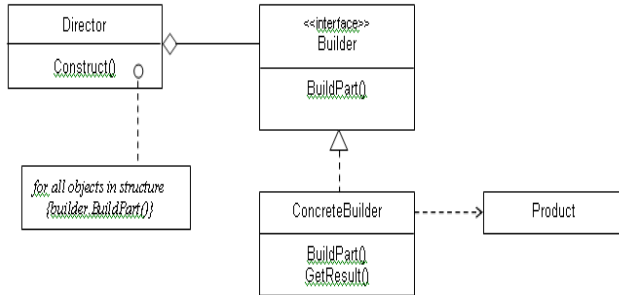 Director
Construct()
<<interface>>
Builder
BuildPart()
for all objects in structure
{builder.BuildPart()}
ConcreteBuilder
BuildPart()
GetResult()
Product